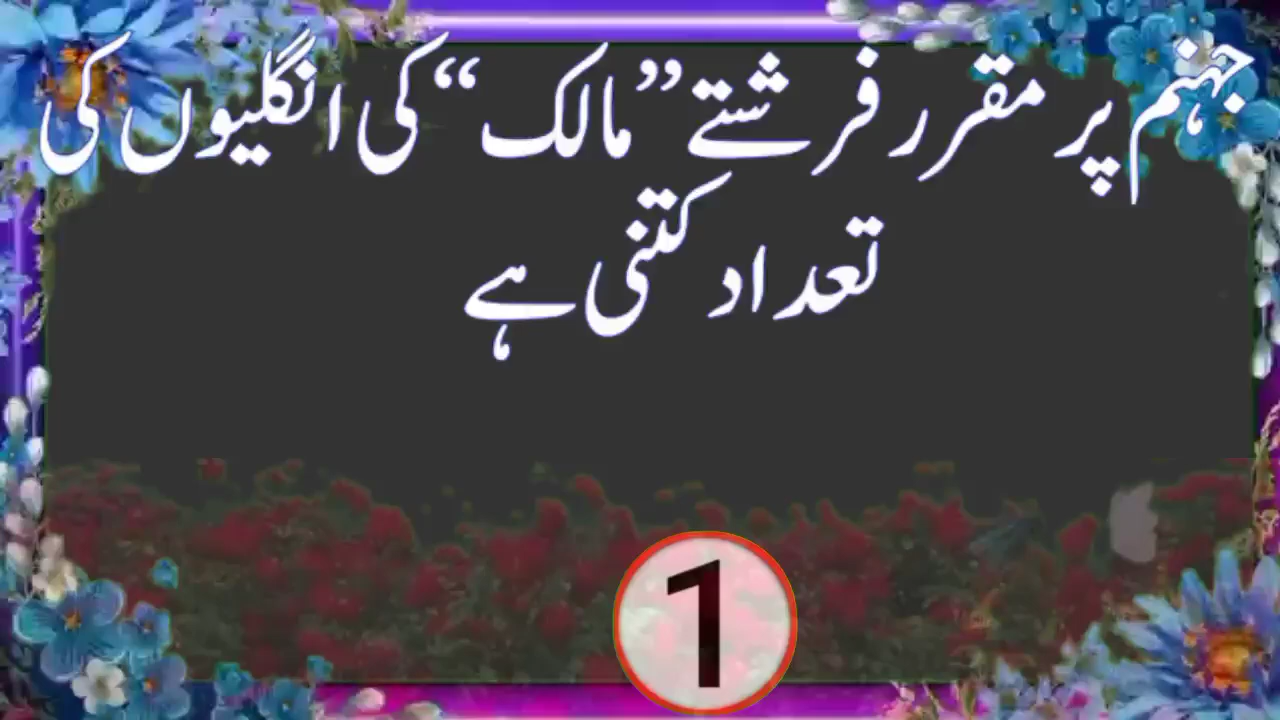 جہنم پر مقرر فرشتے ”مالک“ کی انگلیوں کی
تعداد کتنی ہے
1